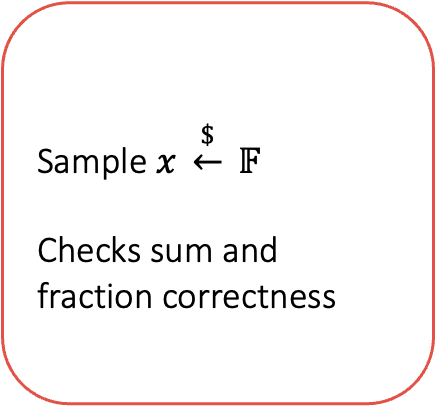 Sample x $← 𝔽
Checks sum and
fraction correctness